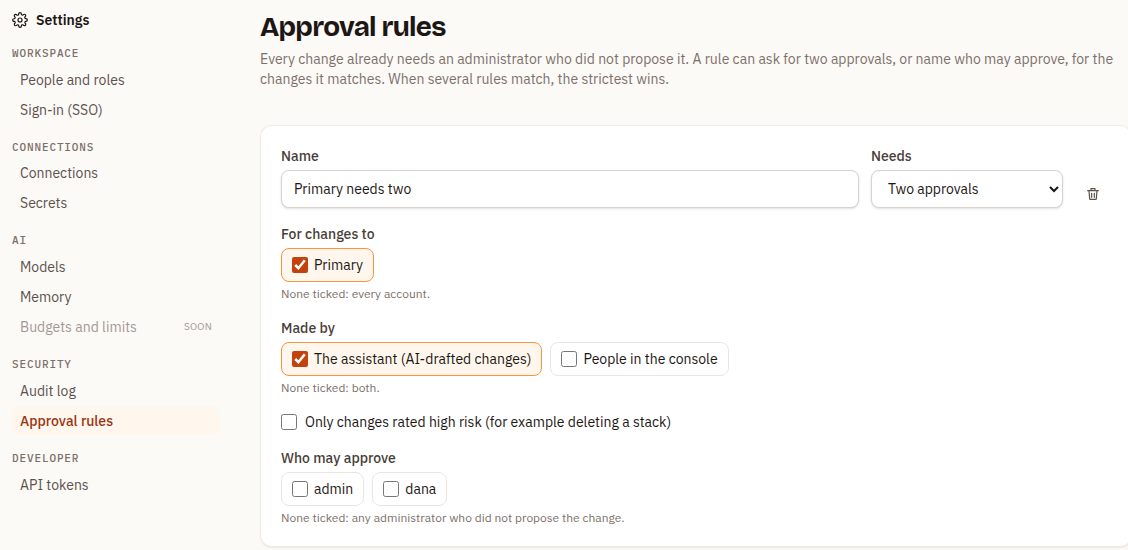 Settings
WORKSPACE
People and roles
Sign-in (SSO)
CONNECTIONS
Connections
Secrets
AI
Models
Memory
Budgets and limits SOON
SECURITY
Audit log
Approval rules
DEVELOPER
API tokens
Approval rules
Every change already needs an administrator who did not propose it. A rule can ask for two approvals, or name who may approve, for the
changes it matches. When several rules match, the strictest wins.
Name Needs
Primary needs two Two approvals
For changes to
Primary
None ticked: every account.
Made by
The assistant (AI-drafted changes) People in the console
None ticked: both.
Only changes rated high risk (for example deleting a stack)
Who may approve
admin dana
None ticked: any administrator who did not propose the change.